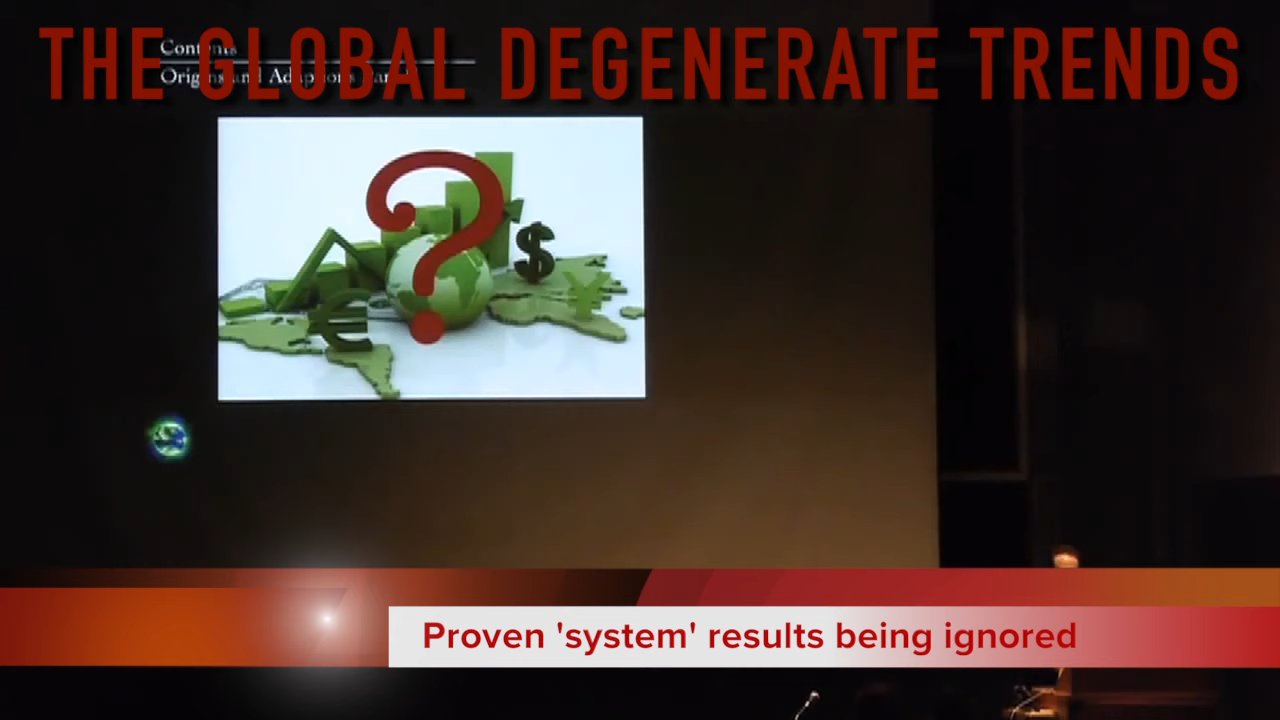 THE GLOBAL DEGENERATE TRENDS
Contents
Origins and Adaptions
?
$
¥
€
Proven 'system' results being ignored